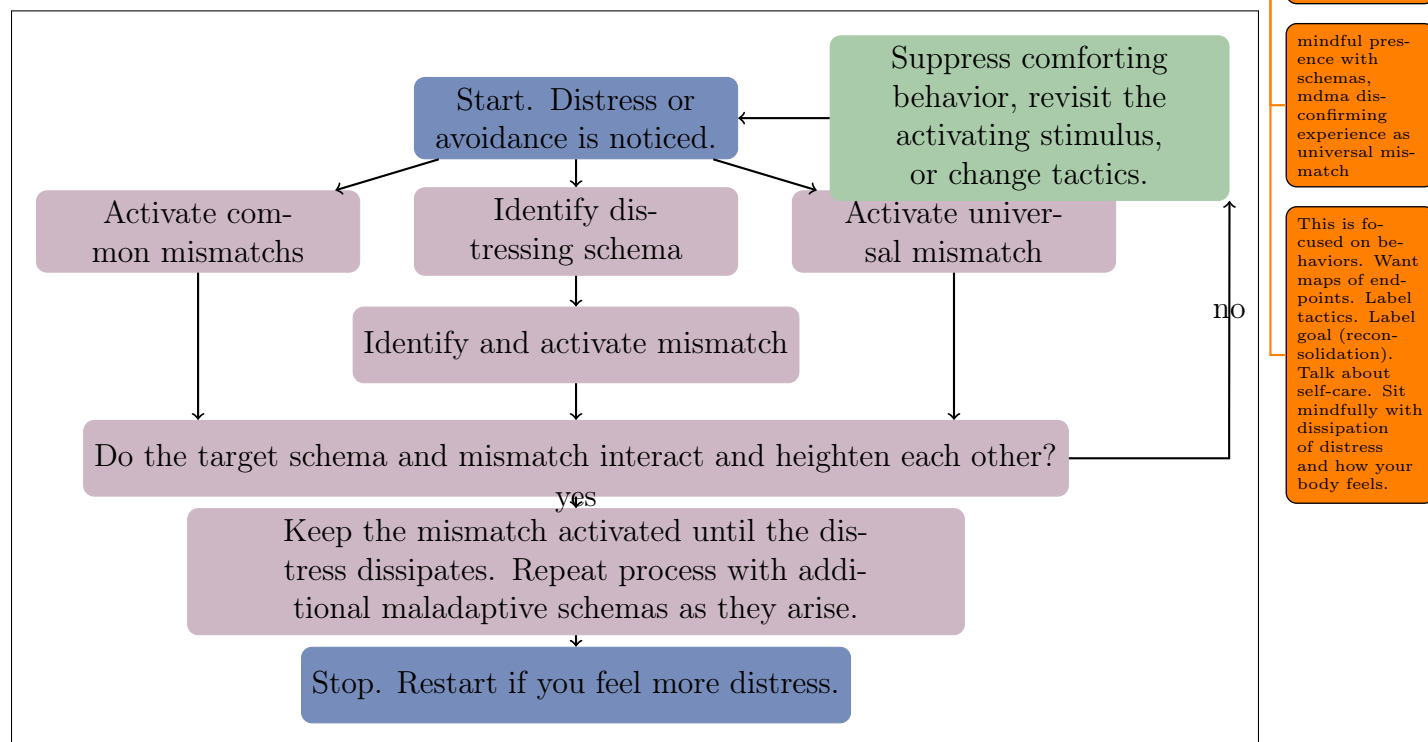 Suppress comforting
behavior, revisit the
activating stimulus,
or change tactics.
Start. Distress or
avoidance is noticed.
Activate com-
mon mismatchs
Identify dis-
tressing schema
Activate univer-
sal mismatch
Identify and activate mismatch
no
Do the target schema and mismatch interact and heighten each other?
yes
Keep the mismatch activated until the dis-
tress dissipates. Repeat process with addi-
tional maladaptive schemas as they arise.
Stop. Restart if you feel more distress.
mindful pres-
ence with
schemas,
mdma dis-
confirming
experience as
universal mis-
match
This is fo-
cused on be-
haviors. Want
maps of end-
points. Label
tactics. Label
goal (recon-
solidation).
Talk about
self-care. Sit
mindfully with
dissipation
of distress
and how your
body feels.